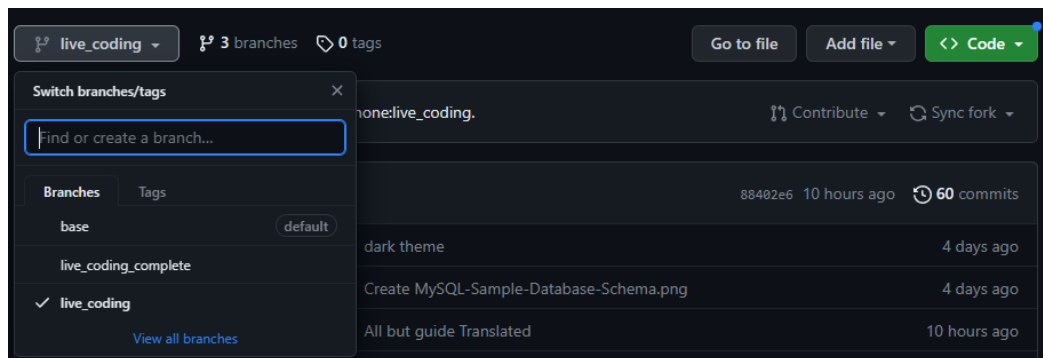 live_coding
3 branches
0 tags
Go to file
Add file
<> Code
Switch branches/tags
none:live_coding.
Contribute
Sync fork
Find or create a branch...
Branches
Tags
88402e6 10 hours ago
60 commits
base
default
dark theme
4 days ago
live_coding_complete
Create MySQL-Sample-Database-Schema.png
4 days ago
live_coding
All but guide Translated
10 hours ago
View all branches